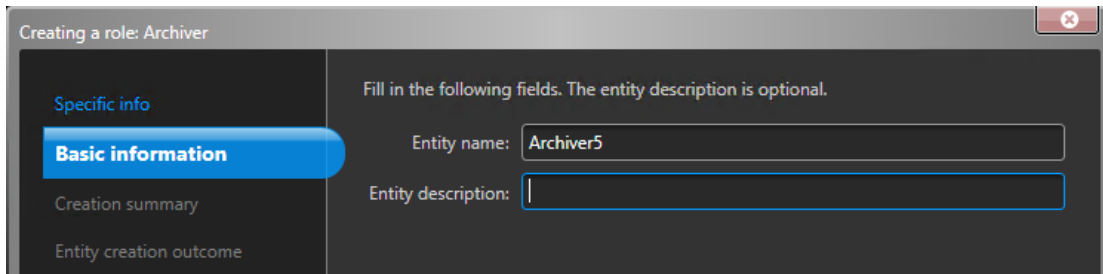 Creating a role: Archiver
Specific info
Basic information
Creation summary
Entity creation outcome
Fill in the following fields. The entity description is optional.
Entity name: Archiver5
Entity description: